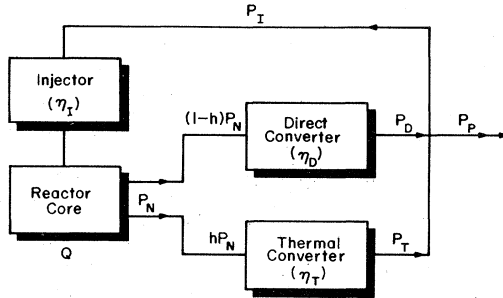 P_I
Injector
(η_I)
(1-h)P_N
Direct
Converter
(η_D)
P_D
P_P
Reactor
Core
P_N
Q
hP_N
Thermal
Converter
(η_T)
P_T